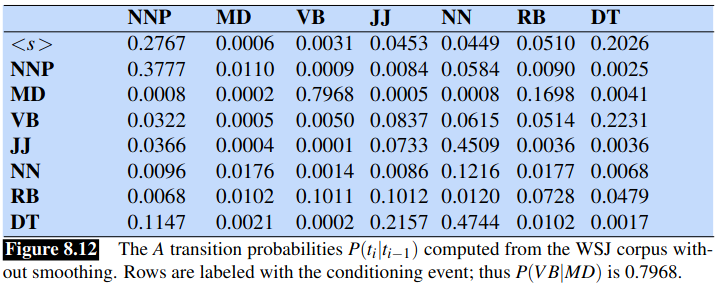 NNP MD VB JJ NN RB DT
<s> 0.2767 0.0006 0.0031 0.0453 0.0449 0.0510 0.2026
NNP 0.3777 0.0110 0.0009 0.0084 0.0584 0.0090 0.0025
MD 0.0008 0.0002 0.7968 0.0005 0.0008 0.1698 0.0041
VB 0.0322 0.0005 0.0050 0.0837 0.0615 0.0514 0.2231
JJ 0.0366 0.0004 0.0001 0.0733 0.4509 0.0036 0.0036
NN 0.0096 0.0176 0.0014 0.0086 0.1216 0.0177 0.0068
RB 0.0068 0.0102 0.1011 0.1012 0.0120 0.0728 0.0479
DT 0.1147 0.0021 0.0002 0.2157 0.4744 0.0102 0.0017
Figure 8.12 The A transition probabilities P(tᵢ|tᵢ₋₁) computed from the WSJ corpus with-
out smoothing. Rows are labeled with the conditioning event; thus P(VB|MD) is 0.7968.